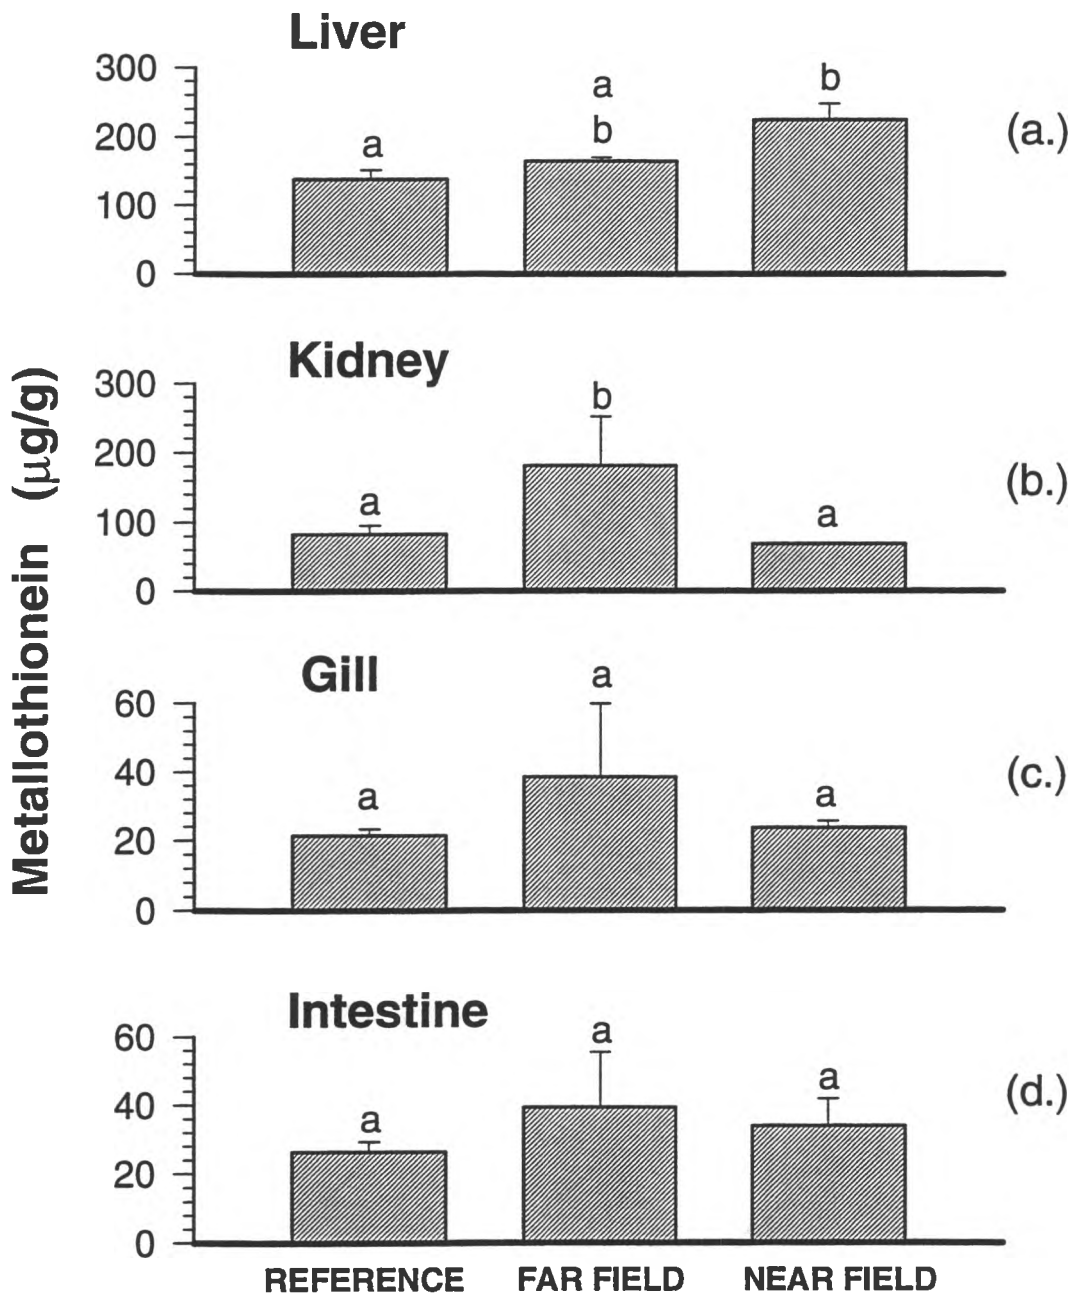 Liver
300
200
100
0
a
a
b
b
(a.)
Kidney
300
200
100
0
a
b
a
(b.)
Metallothionein (µg/g)
Gill
60
40
20
0
a
a
a
(c.)
Intestine
60
40
20
0
a
a
a
(d.)
REFERENCE FAR FIELD NEAR FIELD